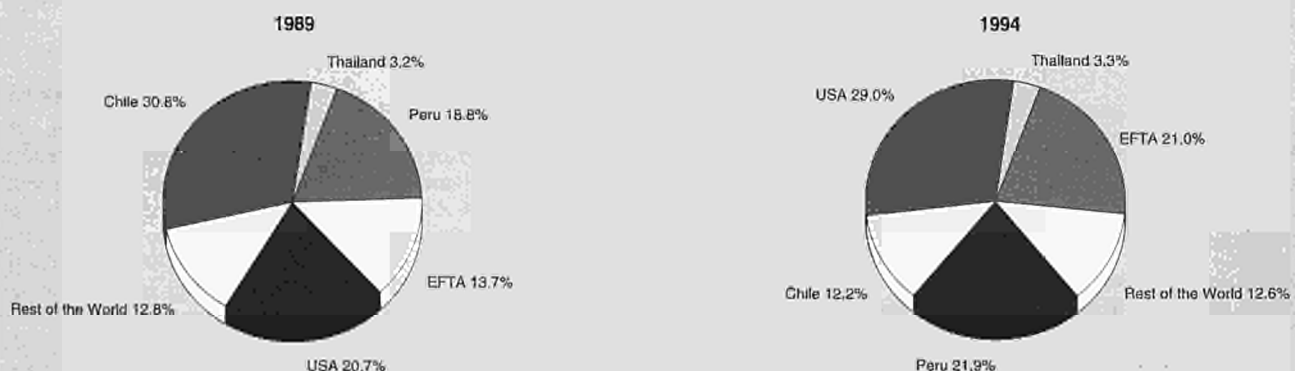 1989
Thailand 3,2%
Chile 30.8%
Peru 18.8%
EFTA 13.7%
Rest of the World 12.8%
USA 20.7%
1994
Thailand 3,3%
USA 29.0%
EFTA 21.0%
Chile 12,2%
Rest of the World 12.6%
Peru 21,9%